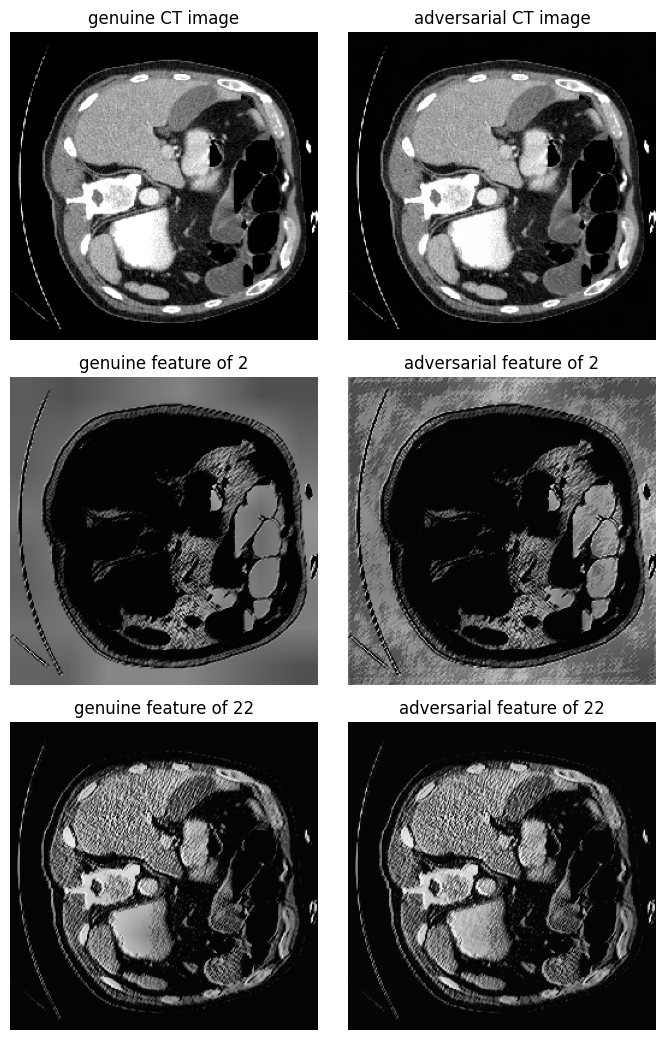 genuine CT image
adversarial CT image
genuine feature of 2
adversarial feature of 2
genuine feature of 22
adversarial feature of 22